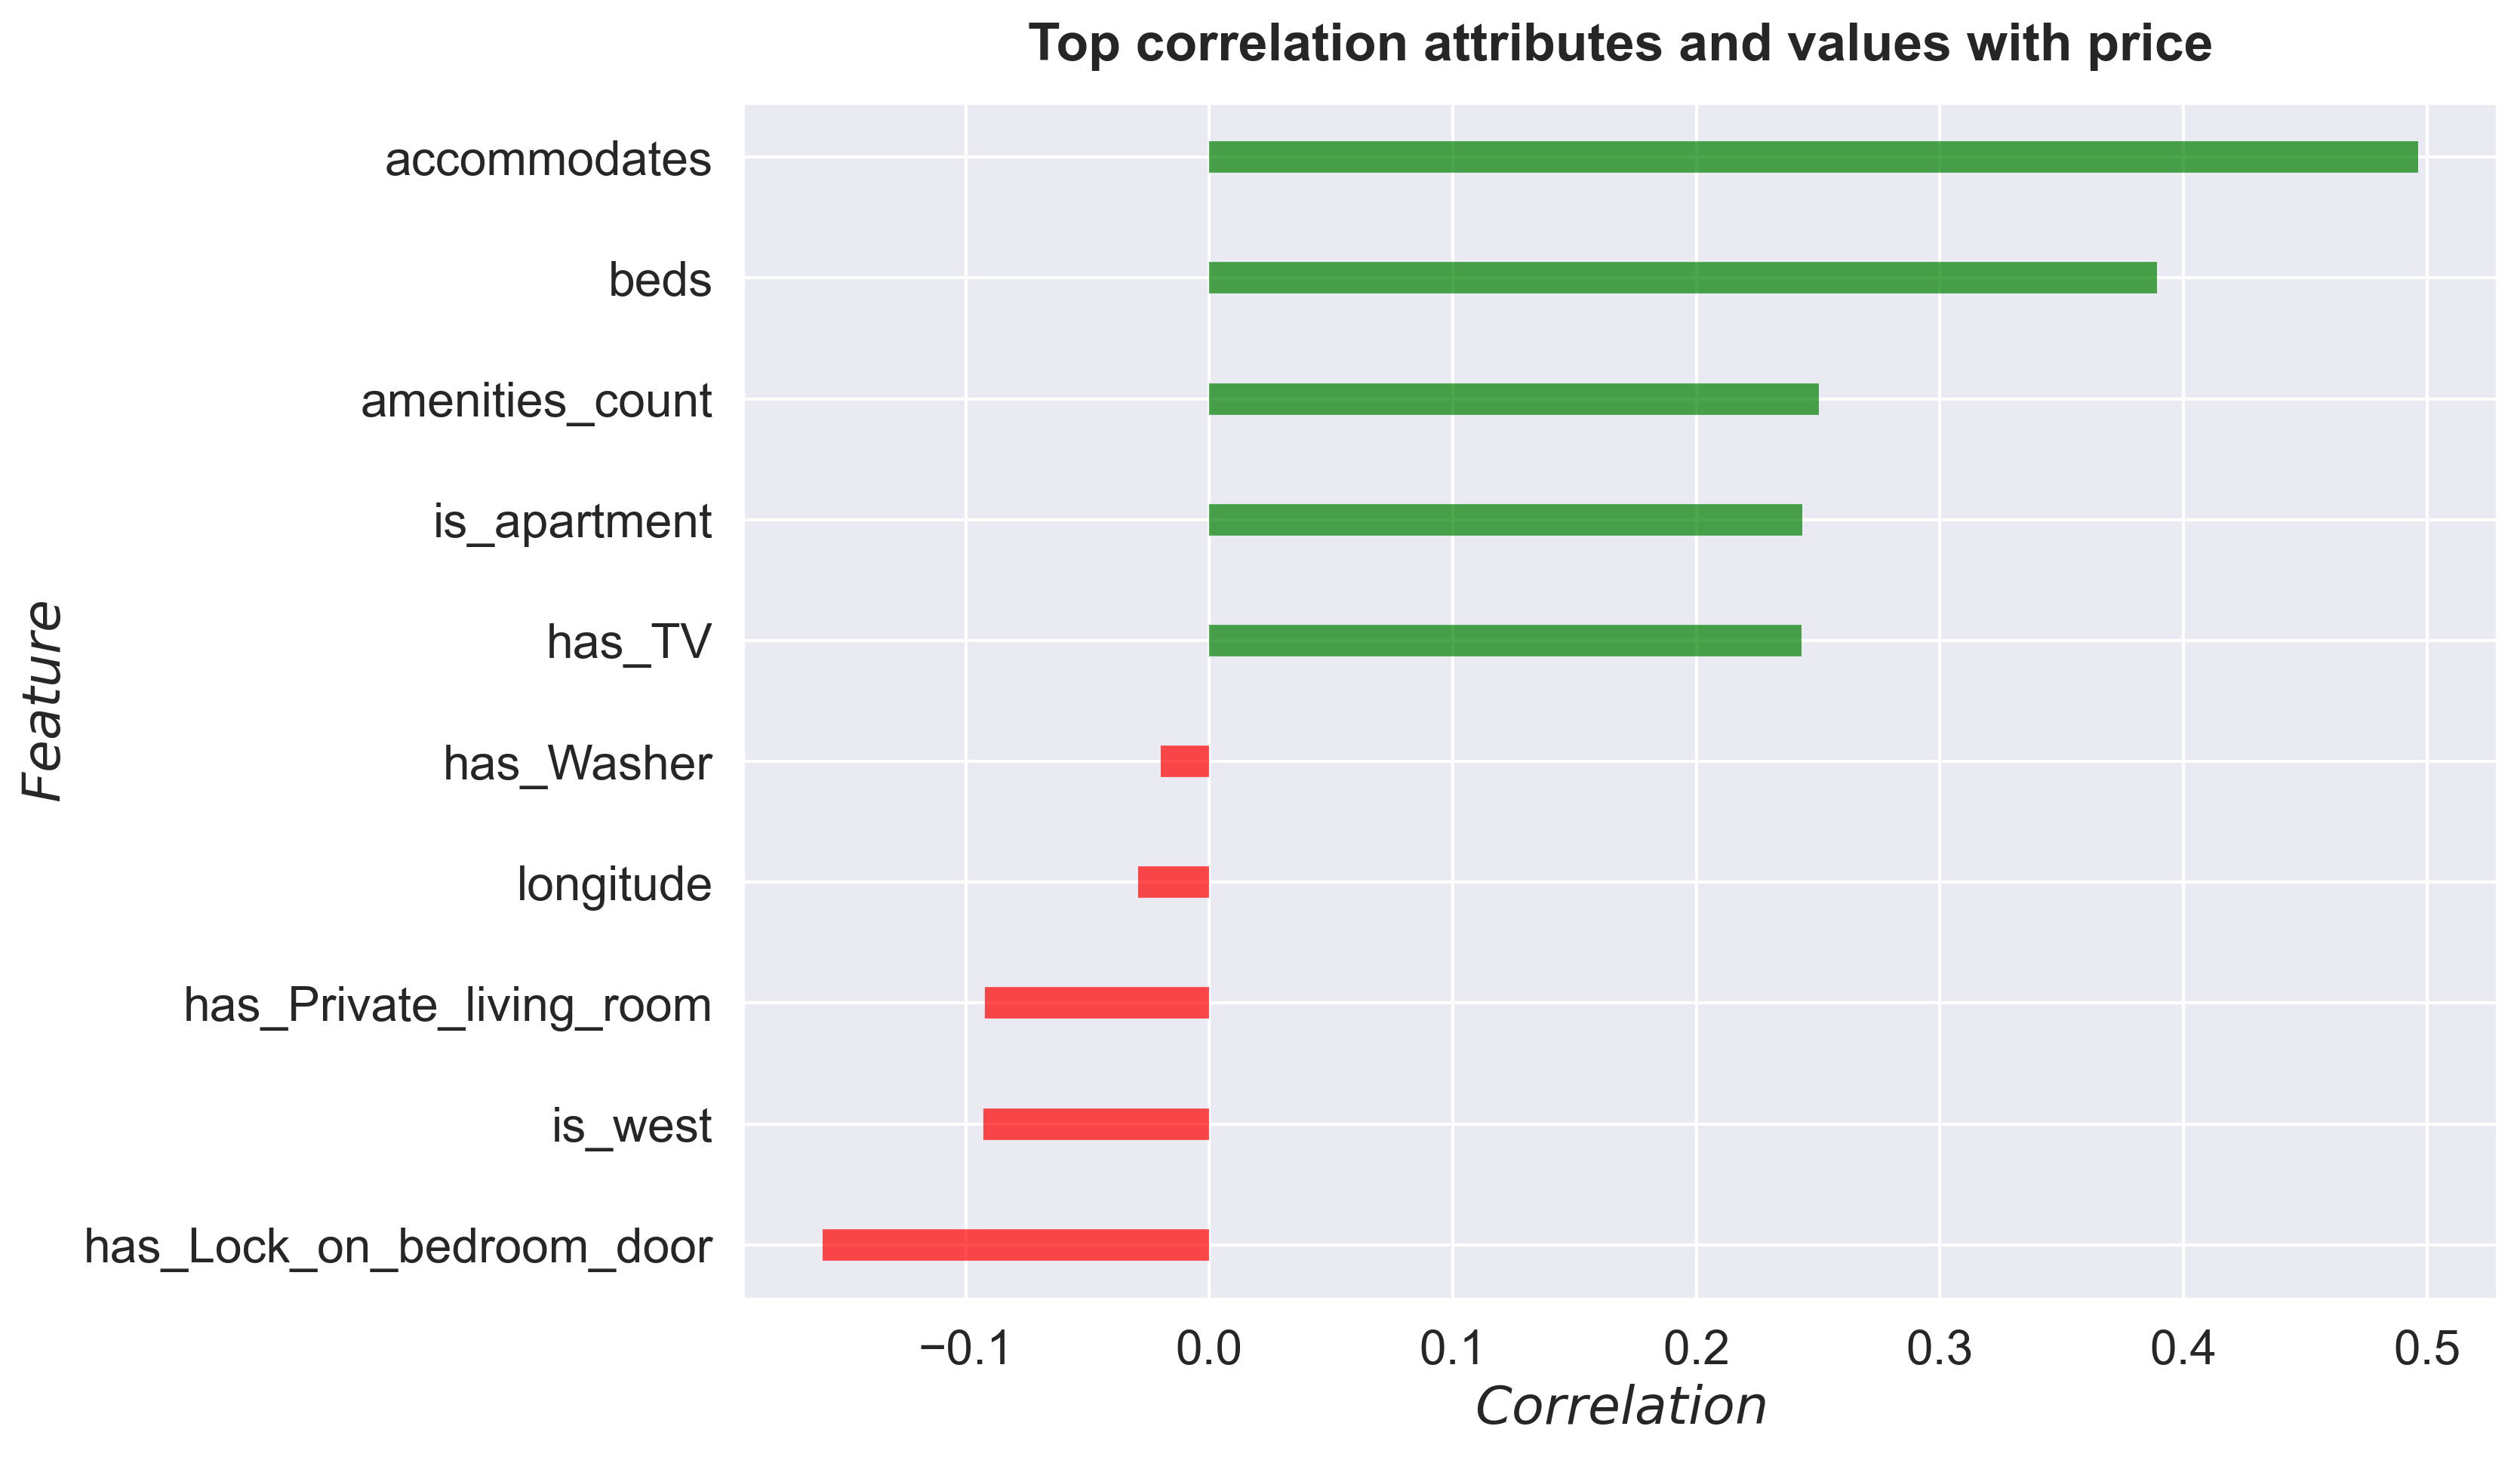 Top correlation attributes and values with price
accommodates
beds
amenities_count
is_apartment
has_TV
has_Washer
longitude
has_Private_living_room
is_west
has_Lock_on_bedroom_door
Feature
−0.1 0.0 0.1 0.2 0.3 0.4 0.5
Correlation